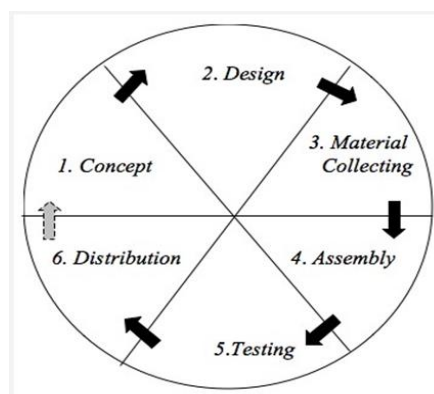 1. Concept
2. Design
3. Material
Collecting
4. Assembly
5.Testing
6. Distribution